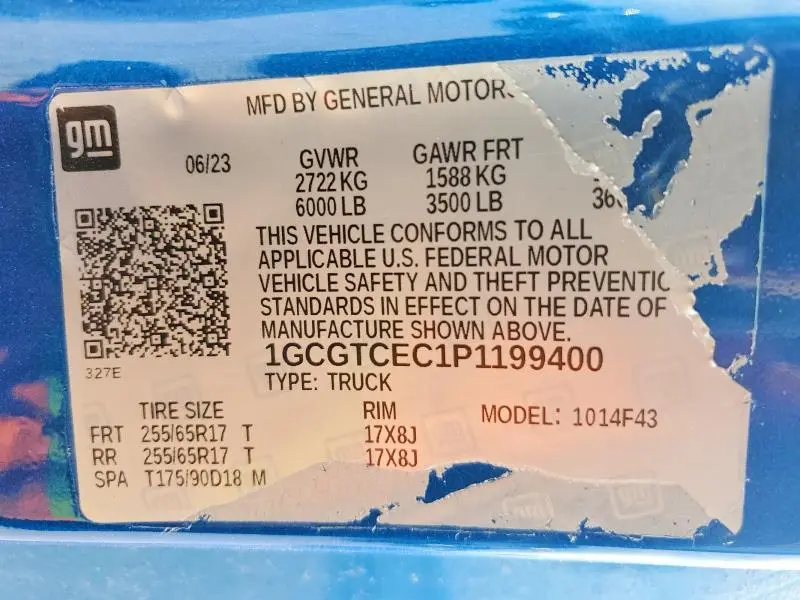 gm
MFD BY GENERAL MOTORS
06/23
GVWR
2722 KG
6000 LB
GAWR FRT
1588 KG
3500 LB
THIS VEHICLE CONFORMS TO ALL
APPLICABLE U.S. FEDERAL MOTOR
VEHICLE SAFETY AND THEFT PREVENTIC
STANDARDS IN EFFECT ON THE DATE OF
MANUFACTURE SHOWN ABOVE.
1GCGTCEC1P1199400
TYPE: TRUCK
327E
TIRE SIZE RIM MODEL: 1014F43
FRT 255/65R17 T 17X8J
RR 255/65R17 T 17X8J
SPA T175/90D18 M